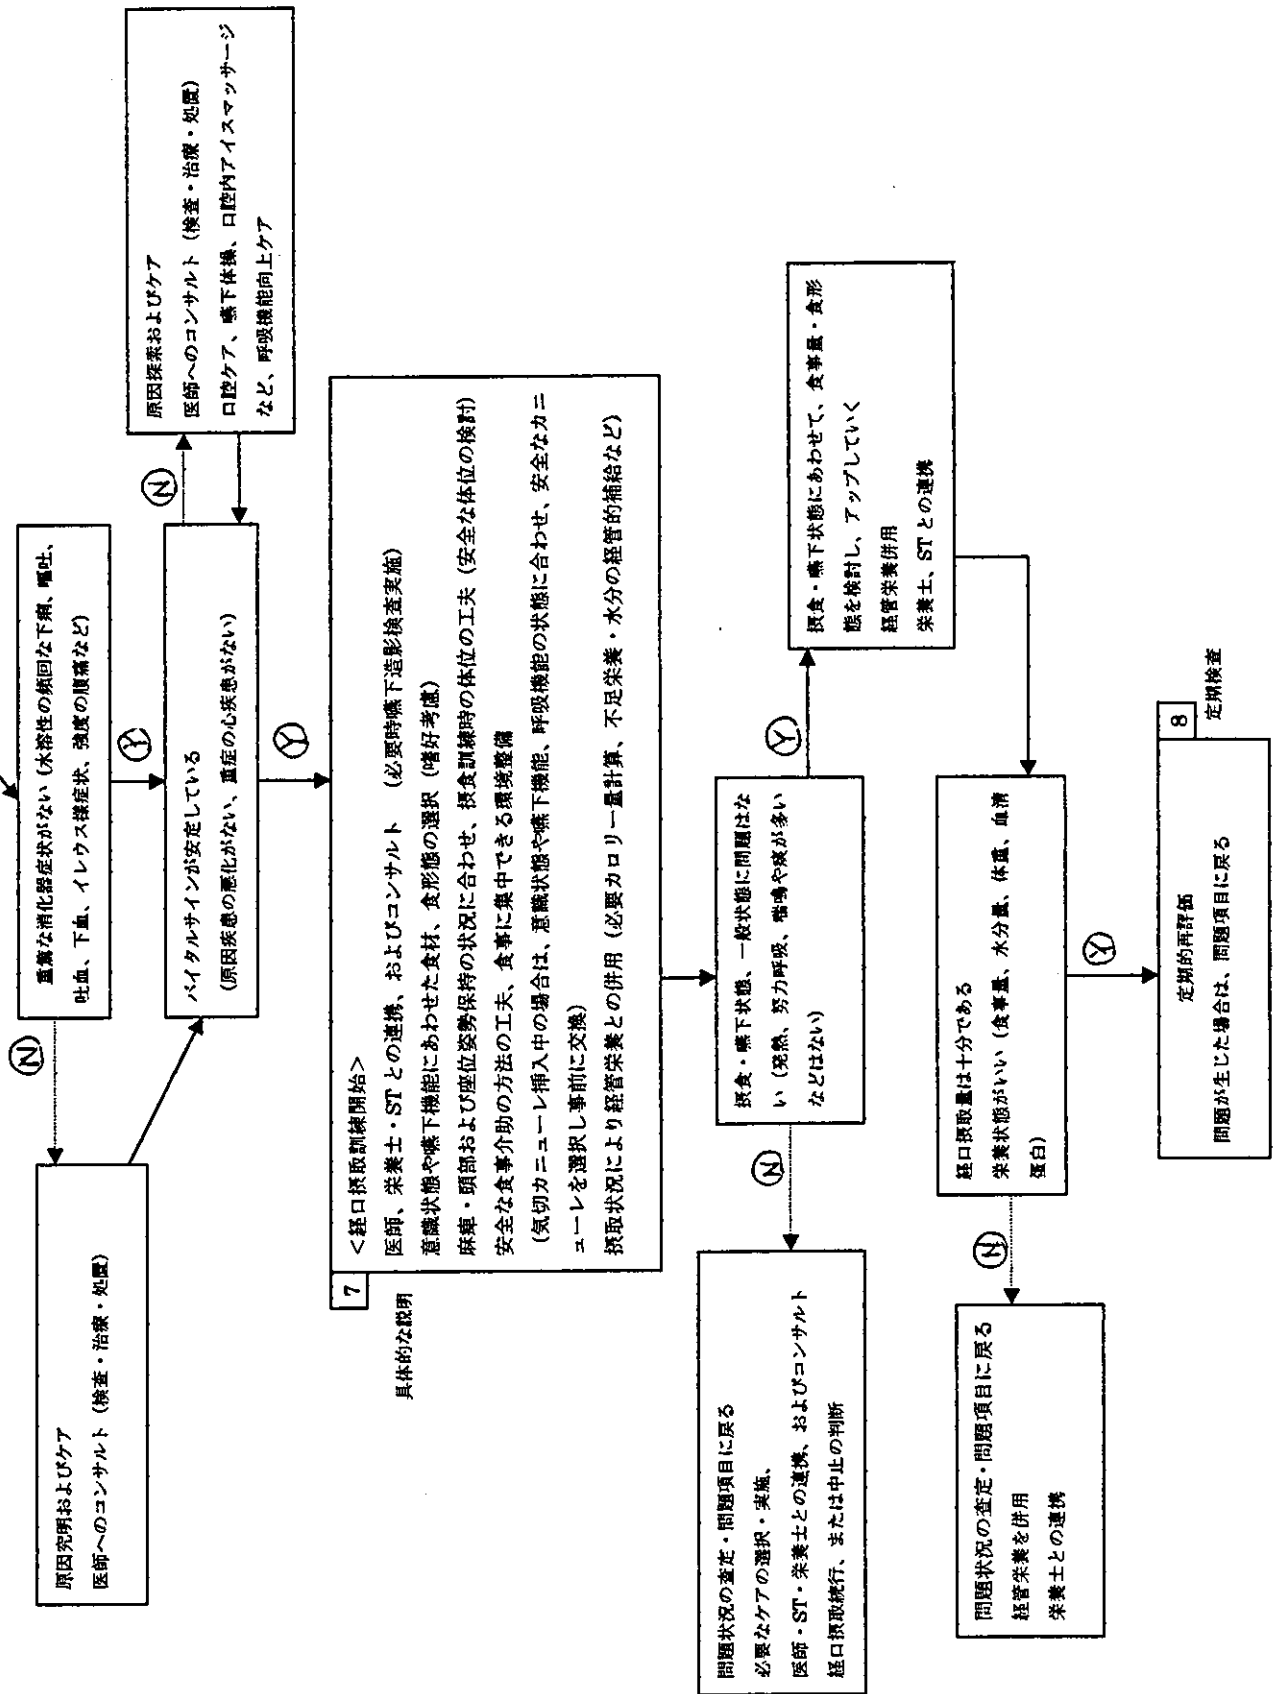 重篤な消化器症状がない（水溶性の頻回な下痢、嘔吐、
吐血、下血、イレウス様症状、強度の腹痛など）
N
原因究明およびケア
医師へのコンサルト（検査・治療・処置）
Y
バイタルサインが安定している
（原因疾患の悪化がない、重症の心疾患がない）
N
原因探索およびケア
医師へのコンサルト（検査・治療・処置）
口腔ケア、嚥下体操、口腔内アイスマッサージ
など、呼吸機能向上ケア
Y
7
具体的な説明
＜経口摂取訓練開始＞
医師、栄養士・STとの連携、およびコンサルト　（必要時嚥下造影検査実施）
意識状態や嚥下機能にあわせた食材、食形態の選択（嗜好考慮）
麻痺・頭部および座位姿勢保持の状況に合わせ、摂食訓練時の体位の工夫（安全な体位の検討）
安全な食事介助の方法の工夫、食事に集中できる環境整備
（気切カニューレ挿入中の場合は、意識状態や嚥下機能、呼吸機能の状態に合わせ、安全なカニ
ューレを選択し事前に交換）
摂取状況により経管栄養との併用（必要カロリー量計算、不足栄養・水分の経管的補給など）
摂食・嚥下状態、一般状態に問題はな
い（発熱、努力呼吸、喘鳴や痰が多い
などはない）
N
問題状況の査定・問題項目に戻る
必要なケアの選択・実施、
医師・ST・栄養士との連携、およびコンサルト
経口摂取続行、または中止の判断
Y
摂食・嚥下状態にあわせて、食事量・食形
態を検討し、アップしていく
経管栄養併用
栄養士、STとの連携
経口摂取量は十分である
栄養状態がいい（食事量、水分量、体重、血清
蛋白）
N
問題状況の査定・問題項目に戻る
経管栄養を併用
栄養士との連携
Y
8
定期検査
定期的再評価
問題が生じた場合は、問題項目に戻る